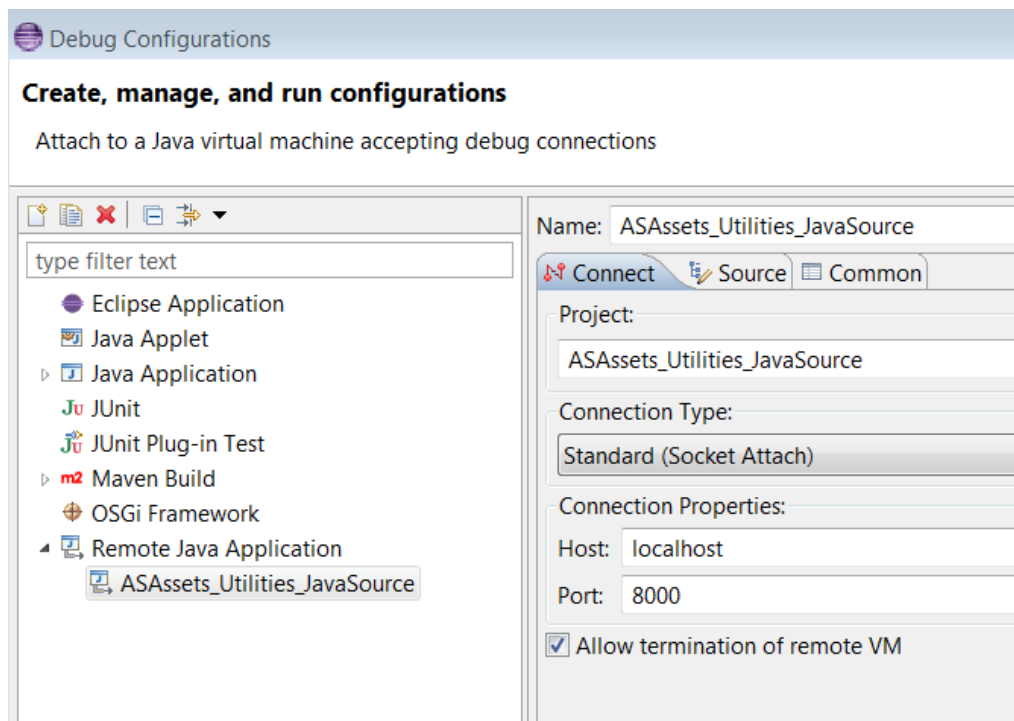 Debug Configurations
Create, manage, and run configurations
Attach to a Java virtual machine accepting debug connections
type filter text
Eclipse Application
Java Applet
Java Application
JUnit
JUnit Plug-in Test
m2 Maven Build
OSGi Framework
Remote Java Application
ASAssets_Utilities_JavaSource
Name: ASAssets_Utilities_JavaSource
Connect Source Common
Project:
ASAssets_Utilities_JavaSource
Connection Type:
Standard (Socket Attach)
Connection Properties:
Host: localhost
Port: 8000
Allow termination of remote VM